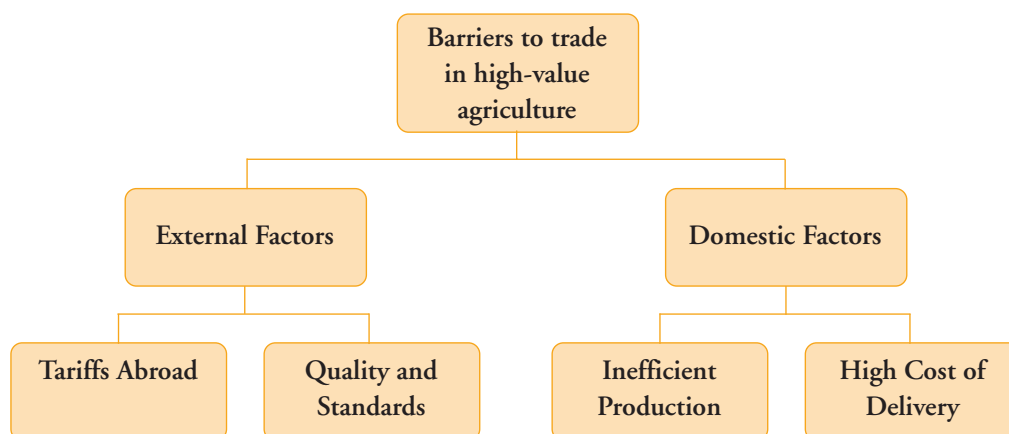 Barriers to trade
in high-value
agriculture
External Factors
Domestic Factors
Tariffs Abroad
Quality and
Standards
Inefficient
Production
High Cost of
Delivery